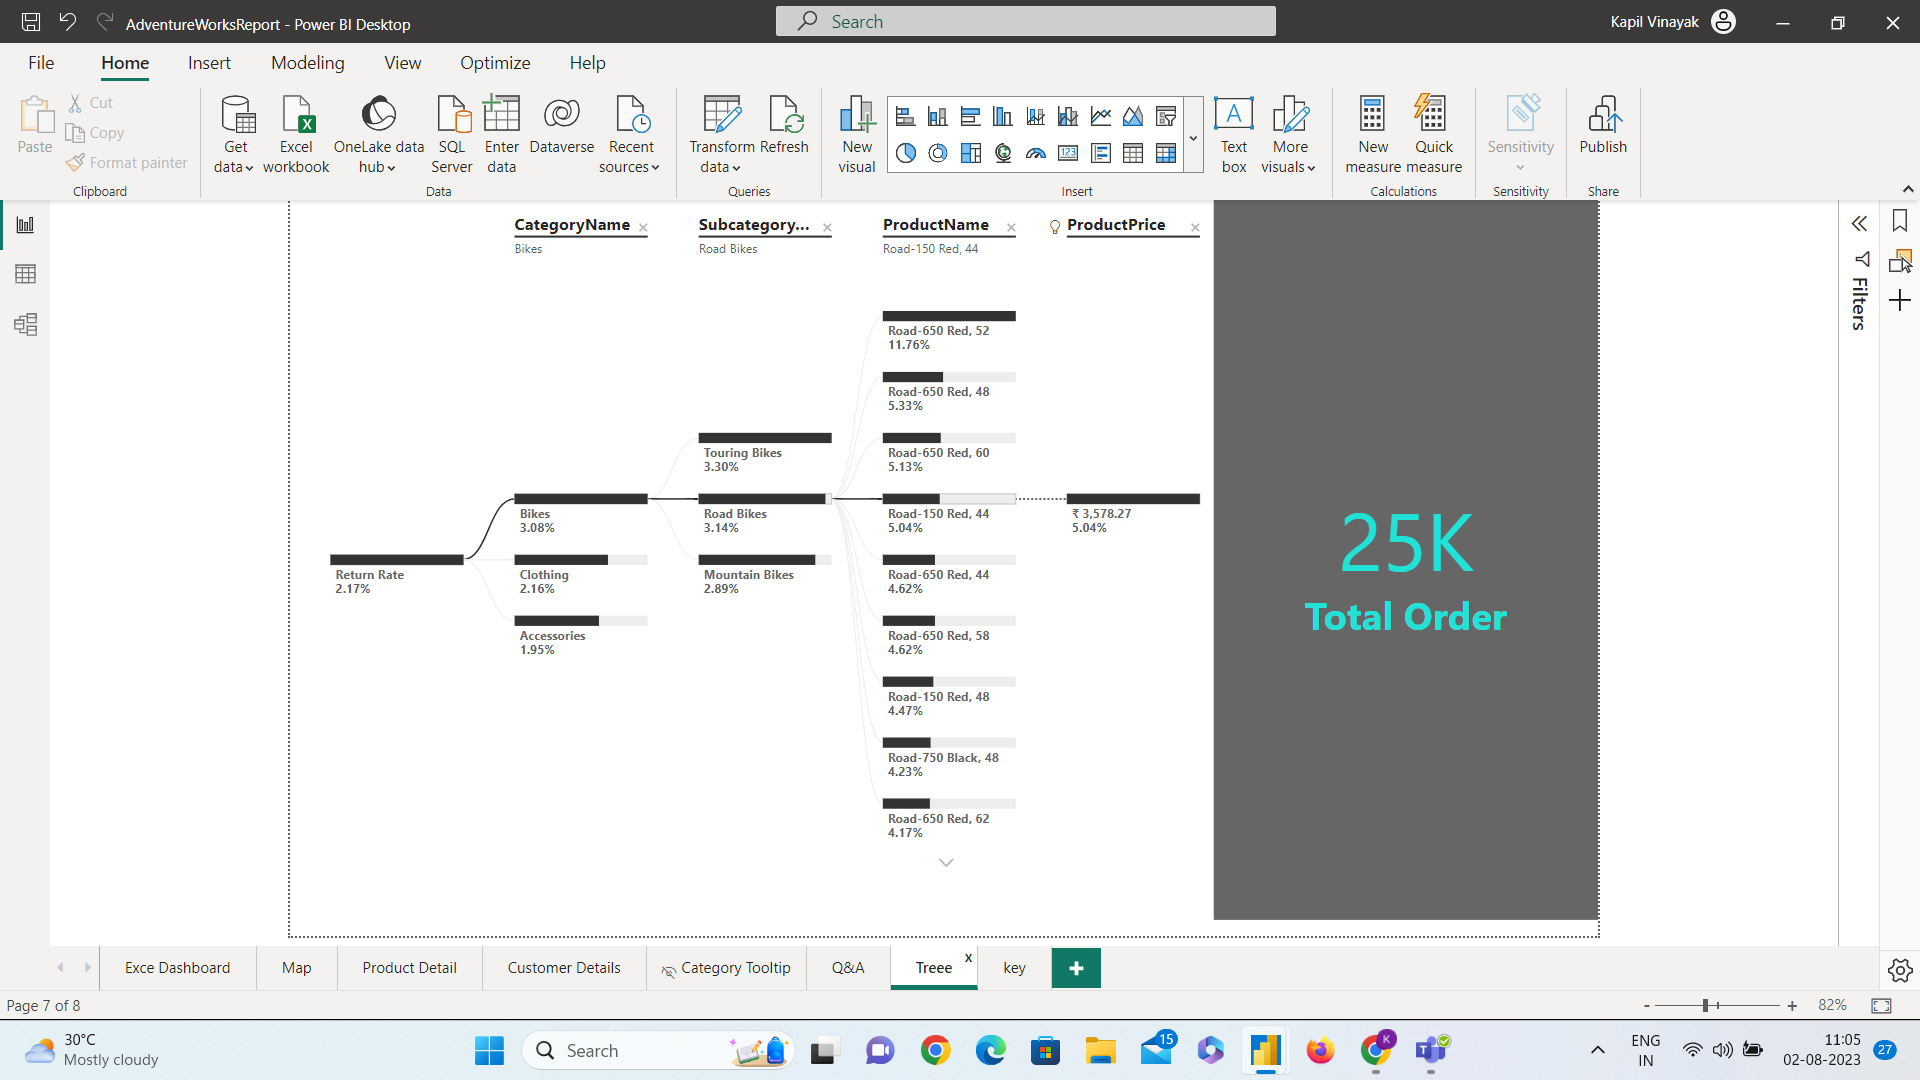 AdventureWorksReport - Power BI Desktop
Search
Kapil Vinayak
File
Home
Insert
Modeling
View
Optimize
Help
Paste
Cut
Copy
Format painter
Clipboard
Get data
Excel workbook
OneLake data hub
SQL Server
Enter data
Dataverse
Recent sources
Data
Transform data
Refresh
Queries
New visual
123
A
Text box
More visuals
Insert
New measure
Quick measure
Calculations
Sensitivity
Sensitivity
Publish
Share
CategoryName
Bikes
Subcategory...
Road Bikes
ProductName
Road-150 Red, 44
ProductPrice
Return Rate
2.17%
Bikes
3.08%
Clothing
2.16%
Accessories
1.95%
Touring Bikes
3.30%
Road Bikes
3.14%
Mountain Bikes
2.89%
Road-650 Red, 52
11.76%
Road-650 Red, 48
5.33%
Road-650 Red, 60
5.13%
Road-150 Red, 44
5.04%
Road-650 Red, 44
4.62%
Road-650 Red, 58
4.62%
Road-150 Red, 48
4.47%
Road-750 Black, 48
4.23%
Road-650 Red, 62
4.17%
₹ 3,578.27
5.04%
25K
Total Order
Filters
Exce Dashboard
Map
Product Detail
Customer Details
Category Tooltip
Q&A
Treee
x
key
+
Page 7 of 8
- + 82%
30°C
Mostly cloudy
Search
15
K
ENG
IN
11:05
02-08-2023
27